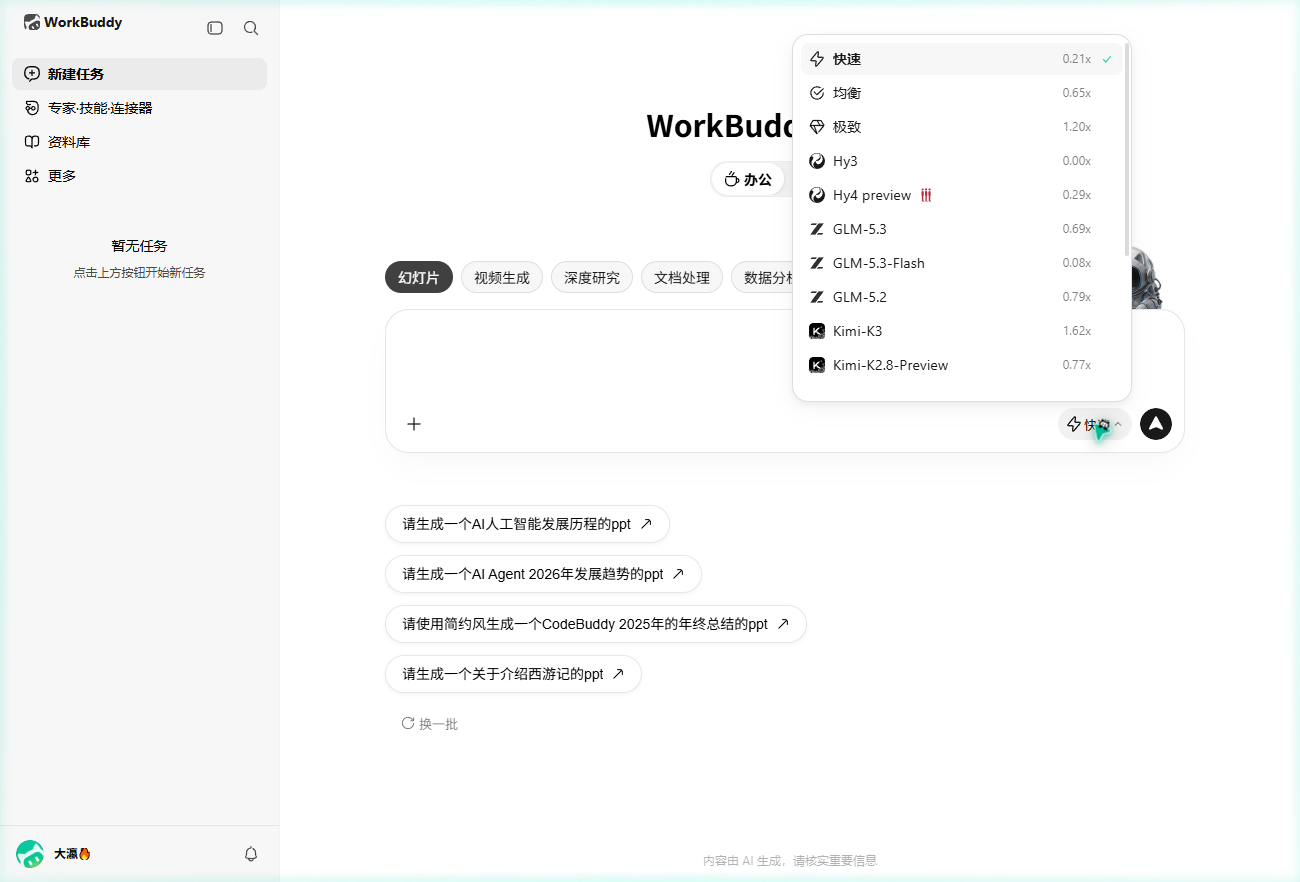 WorkBuddy
新建任务
专家·技能·连接器
资料库
更多
暂无任务
点击上方按钮开始新任务
大瀛🔥
WorkBudd
办公
幻灯片
视频生成
深度研究
文档处理
数据分析
快速 0.21x
均衡 0.65x
极致 1.20x
Hy3 0.00x
Hy4 preview 0.29x
GLM-5.3 0.69x
GLM-5.3-Flash 0.08x
GLM-5.2 0.79x
Kimi-K3 1.62x
Kimi-K2.8-Preview 0.77x
快速
请生成一个AI人工智能发展历程的ppt
请生成一个AI Agent 2026年发展趋势的ppt
请使用简约风生成一个CodeBuddy 2025年的年终总结的ppt
请生成一个关于介绍西游记的ppt
换一批
内容由 AI 生成，请核实重要信息